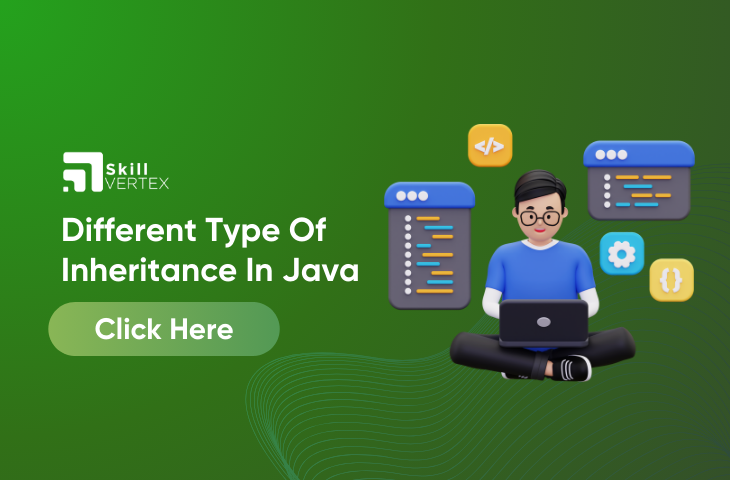 Skill
VERTEX
Different Type Of
Inheritance In Java
Click Here
</>
{}